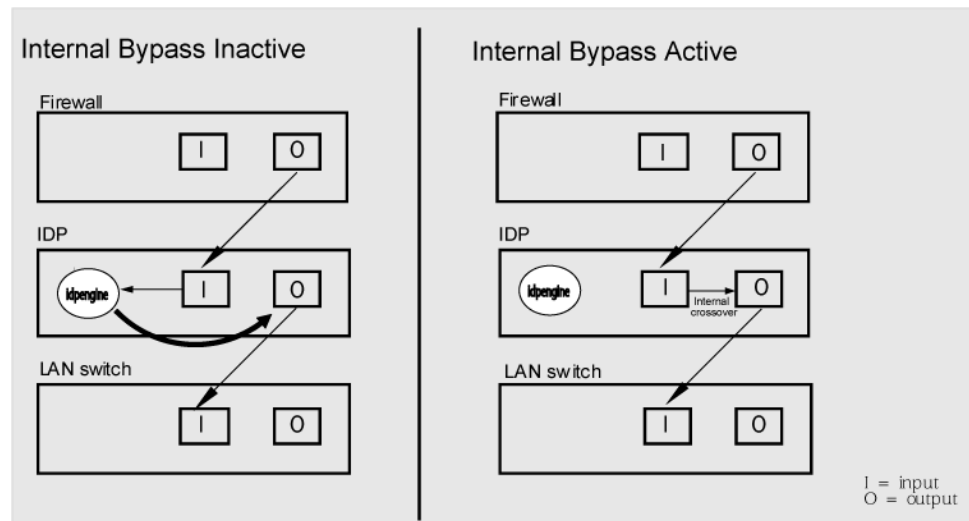 Internal Bypass Inactive
Firewall
I
O
IDP
idpengine
I
O
LAN switch
I
O
Internal Bypass Active
Firewall
I
O
IDP
idpengine
I
Internal
crossover
O
LAN switch
I
O
I = input
O = output